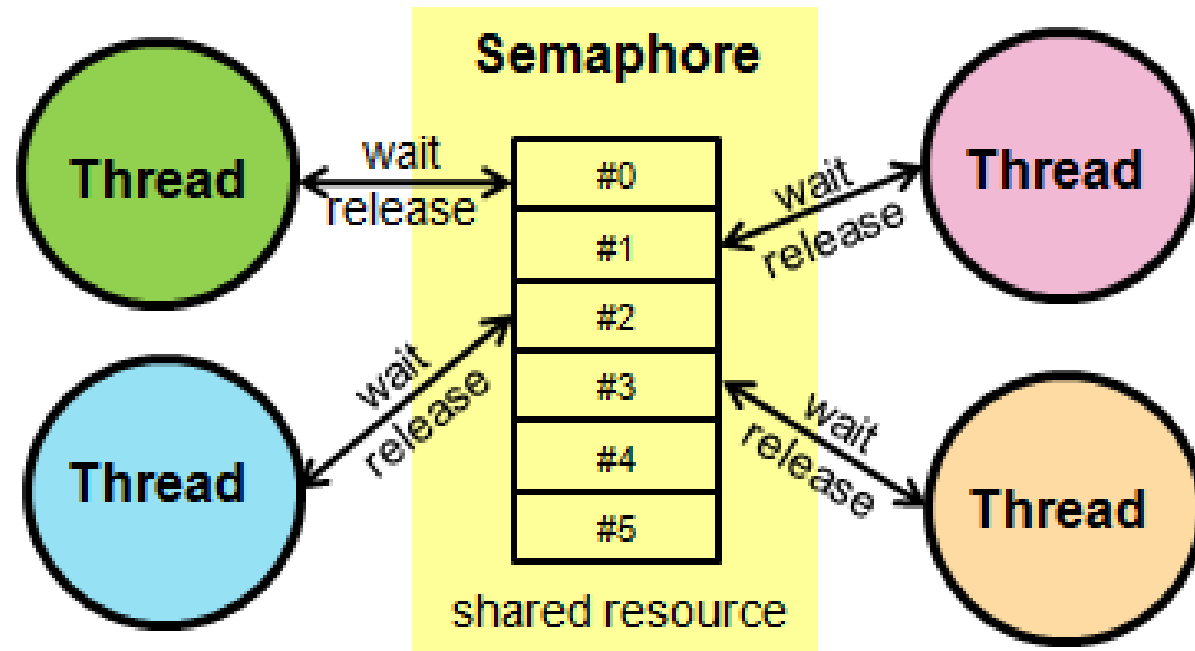 Semaphore
Thread
wait
release
#0
#1
#2
#3
#4
#5
wait
release
Thread
Thread
wait
release
wait
release
Thread
shared resource